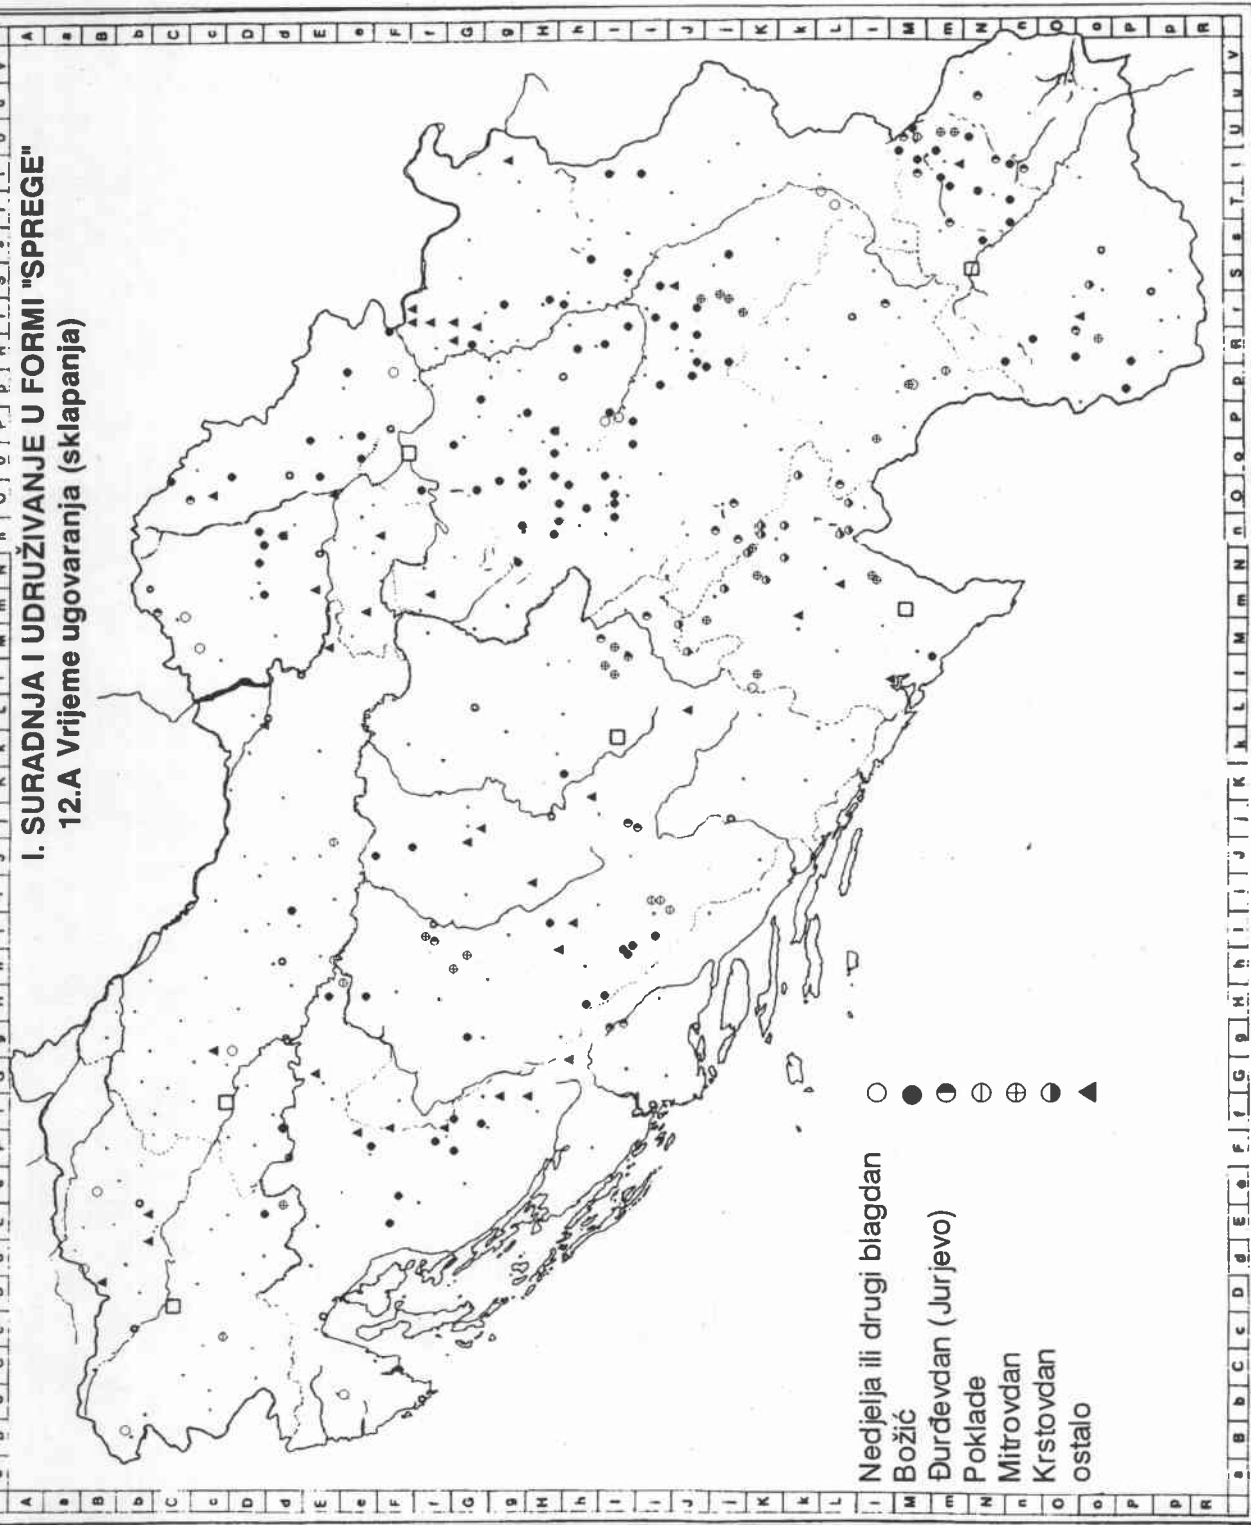 I. SURADNJA I UDRUŽIVANJE U FORMI "SPREGE"
12.A Vrijeme ugovaranja (sklapanja)
Nedjelja ili drugi blagdan
Božić
Đurđevdan (Jurjevo)
Poklade
Mitrovdan
Krstovdan
ostalo
A a B b C c D d E e F f G g H h I i J j K k L l M m N n O o P p R
A a B b C c D d E e F f G g H h I i J j K k L l M m N n O o P p R
a B b C c D d E e F f G g H h I i J j K k L l M m N n O o P p R r S s T t U u V